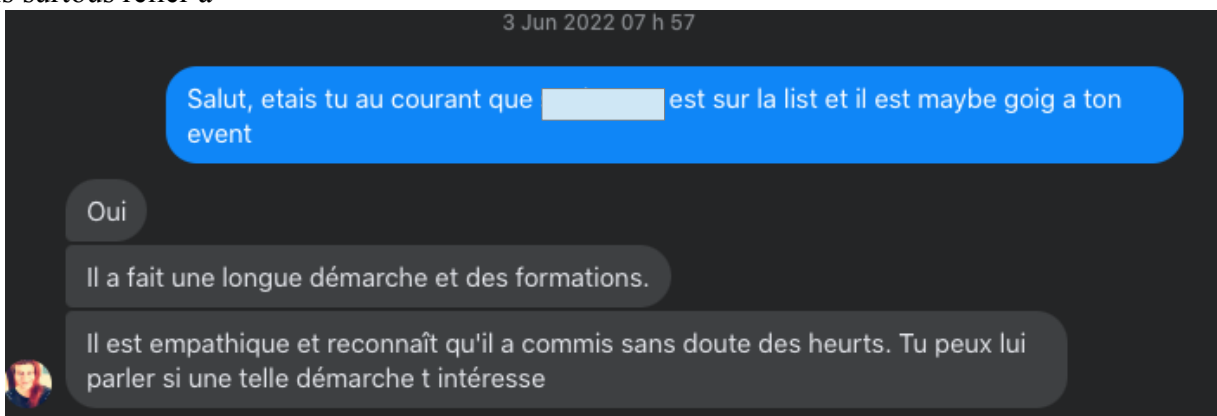 3 Jun 2022 07 h 57
Salut, etais tu au courant que est sur la list et il est maybe goig a ton
event
Oui
Il a fait une longue démarche et des formations.
Il est empathique et reconnaît qu'il a commis sans doute des heurts. Tu peux lui
parler si une telle démarche t intéresse